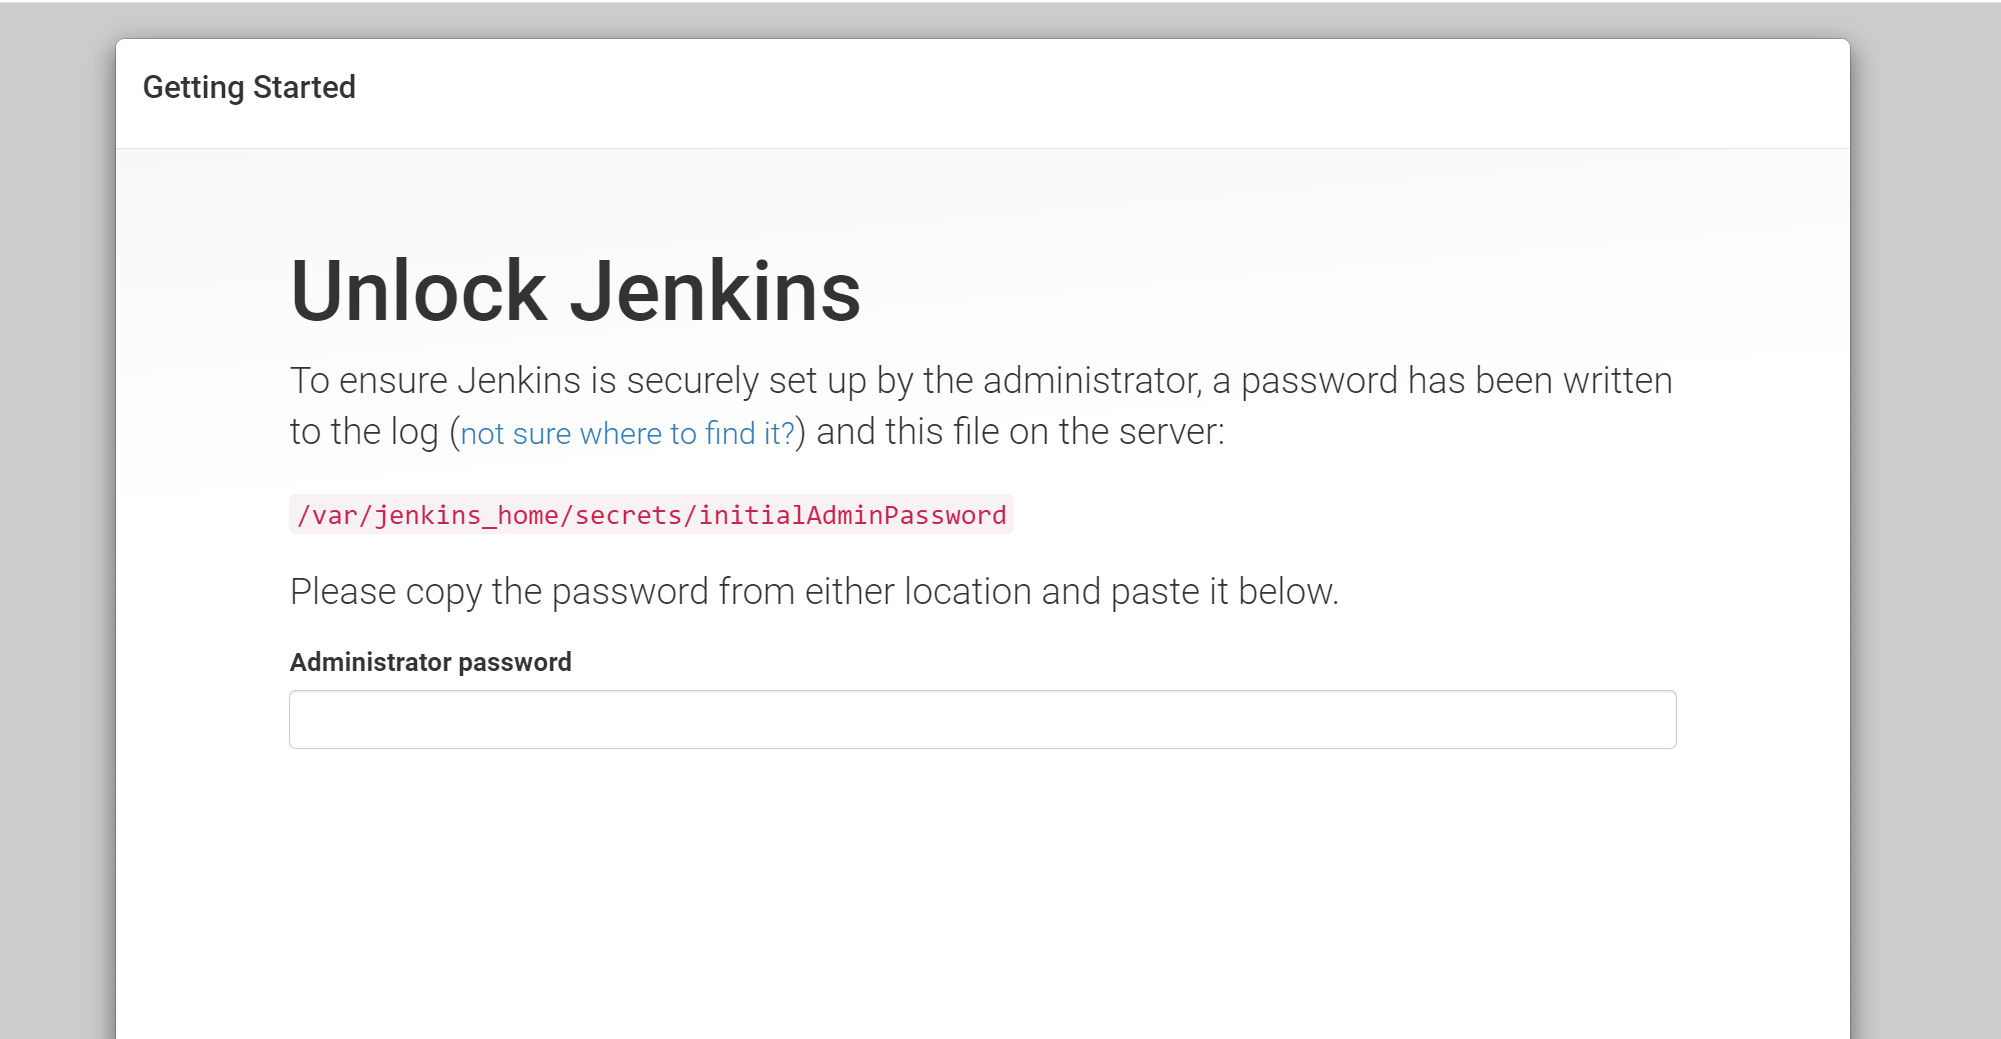 Getting Started
Unlock Jenkins
To ensure Jenkins is securely set up by the administrator, a password has been written
to the log (not sure where to find it?) and this file on the server:
/var/jenkins_home/secrets/initialAdminPassword
Please copy the password from either location and paste it below.
Administrator password